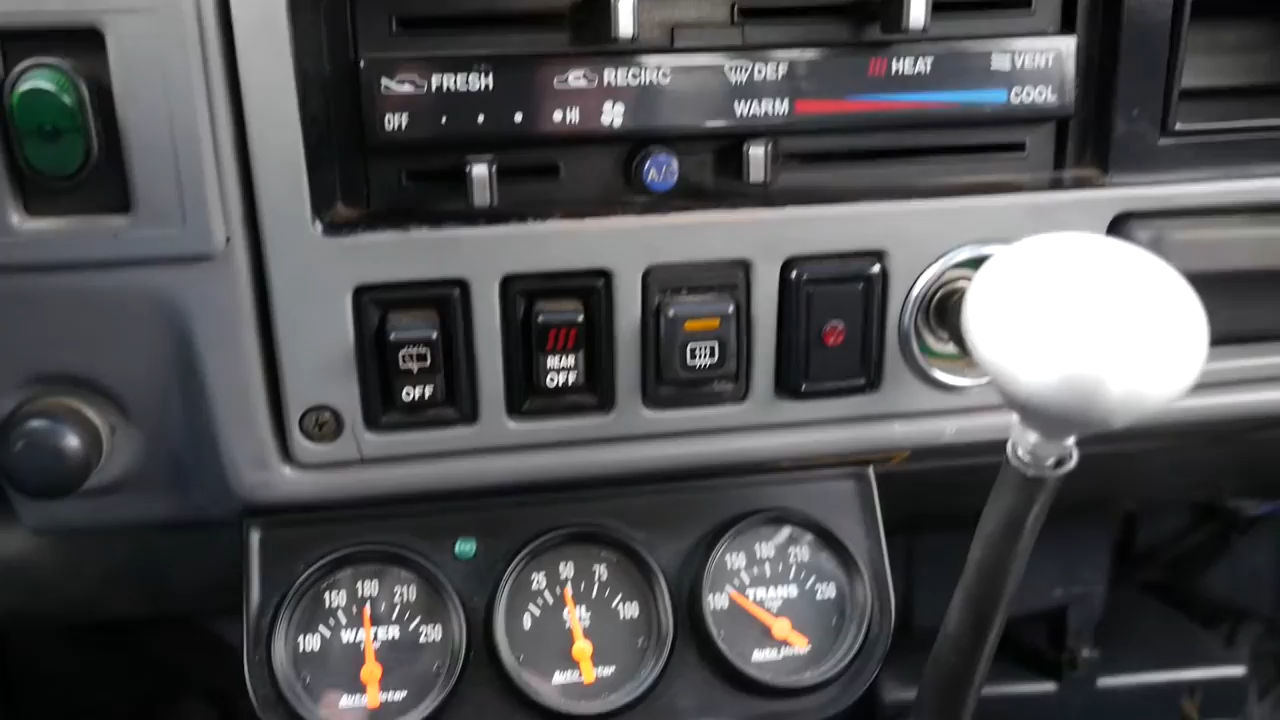 FRESH RECIRC DEF HEAT VENT
OFF HI WARM COOL
A/C
OFF
REAR
OFF
150 180 210
100 250
WATER
Auto Meter
25 50 75
0 100
OIL
Auto Meter
150 180 210
100 250
TRANS
Auto Meter